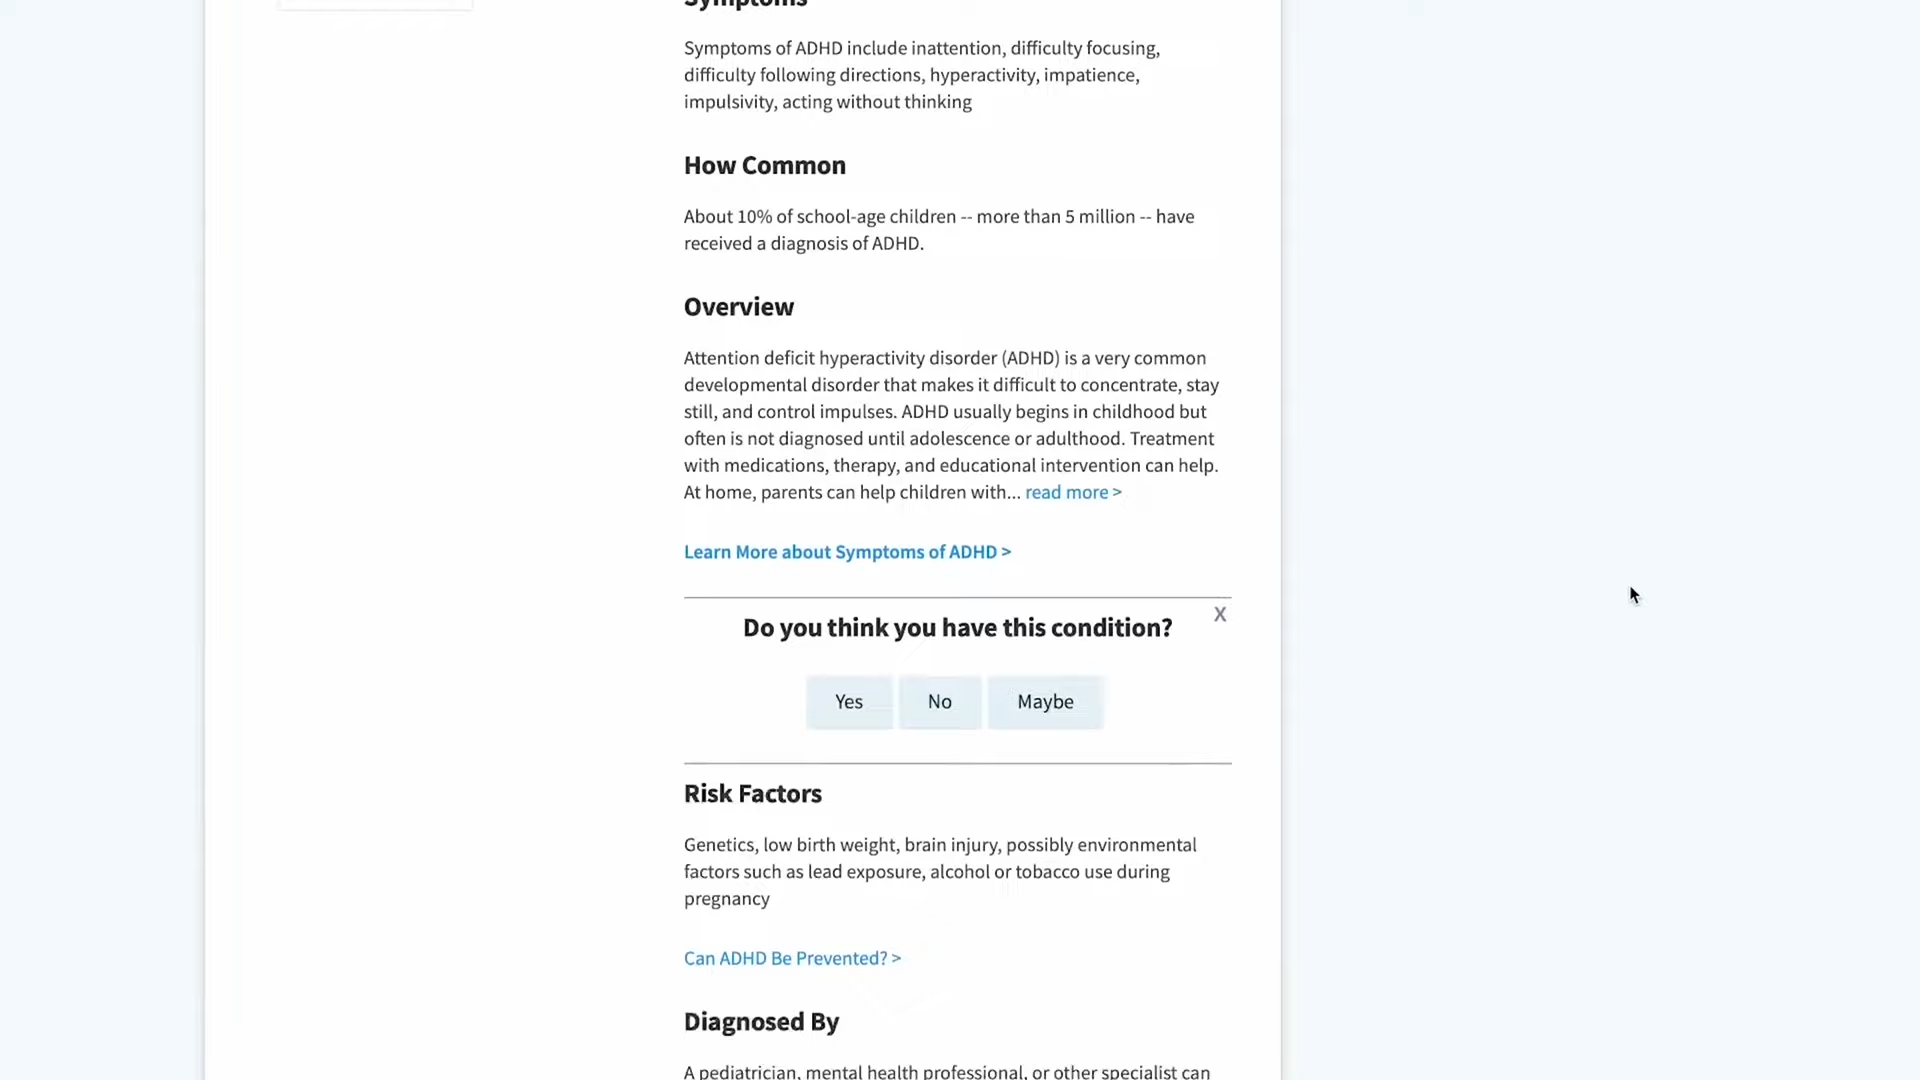 Symptoms
Symptoms of ADHD include inattention, difficulty focusing,
difficulty following directions, hyperactivity, impatience,
impulsivity, acting without thinking
How Common
About 10% of school-age children -- more than 5 million -- have
received a diagnosis of ADHD.
Overview
Attention deficit hyperactivity disorder (ADHD) is a very common
developmental disorder that makes it difficult to concentrate, stay
still, and control impulses. ADHD usually begins in childhood but
often is not diagnosed until adolescence or adulthood. Treatment
with medications, therapy, and educational intervention can help.
At home, parents can help children with... read more >
Learn More about Symptoms of ADHD >
X
Do you think you have this condition?
Yes No Maybe
Risk Factors
Genetics, low birth weight, brain injury, possibly environmental
factors such as lead exposure, alcohol or tobacco use during
pregnancy
Can ADHD Be Prevented? >
Diagnosed By
A pediatrician, mental health professional, or other specialist can